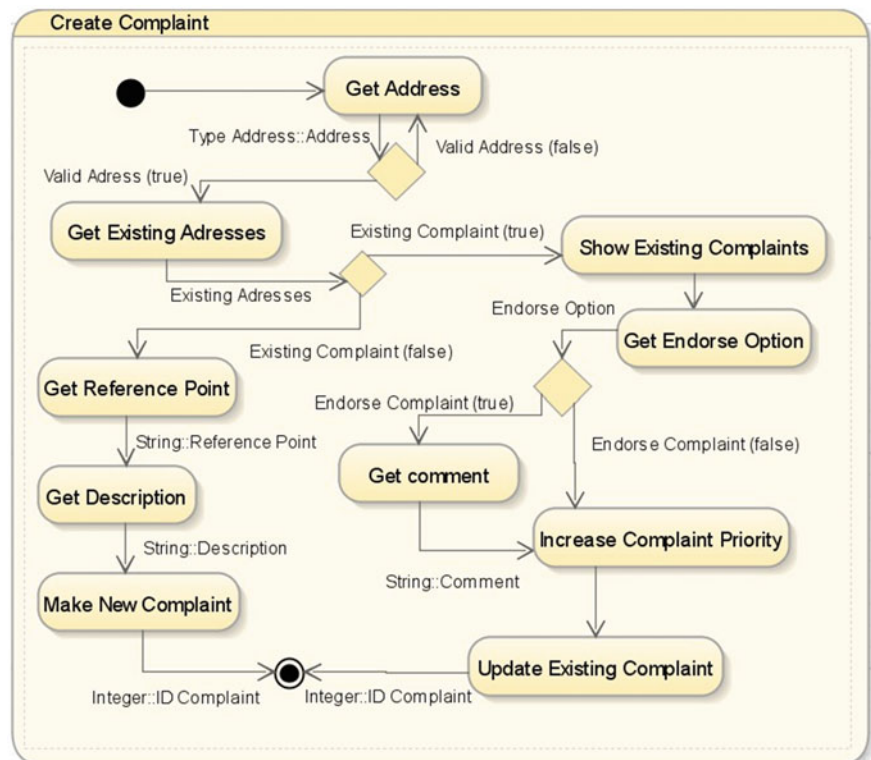 Create Complaint
Get Address
Type Address::Address
Valid Address (false)
Valid Adress (true)
Get Existing Adresses
Existing Complaint (true)
Show Existing Complaints
Existing Adresses
Endorse Option
Get Endorse Option
Existing Complaint (false)
Get Reference Point
Endorse Complaint (true)
String::Reference Point
Endorse Complaint (false)
Get comment
Get Description
Increase Complaint Priority
String::Description
String::Comment
Make New Complaint
Update Existing Complaint
Integer::ID Complaint
Integer::ID Complaint